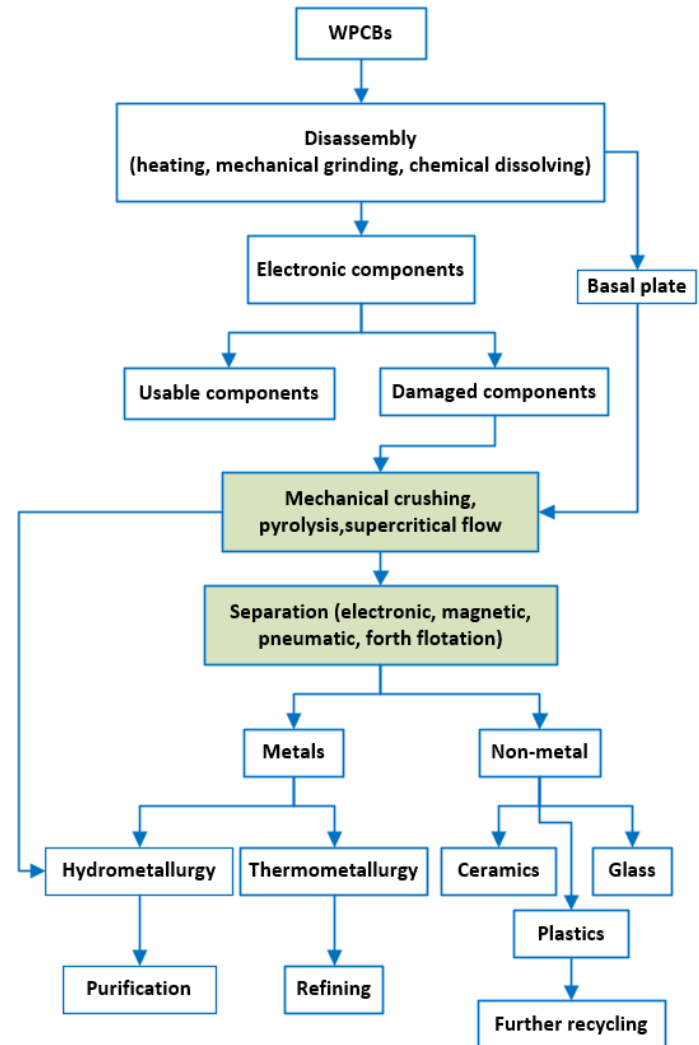 WPCBs
Disassembly
(heating, mechanical grinding, chemical dissolving)
Electronic components
Basal plate
Usable components
Damaged components
Mechanical crushing,
pyrolysis,supercritical flow
Separation (electronic, magnetic,
pneumatic, forth flotation)
Metals
Non-metal
Hydrometallurgy
Thermometallurgy
Ceramics
Glass
Plastics
Purification
Refining
Further recycling